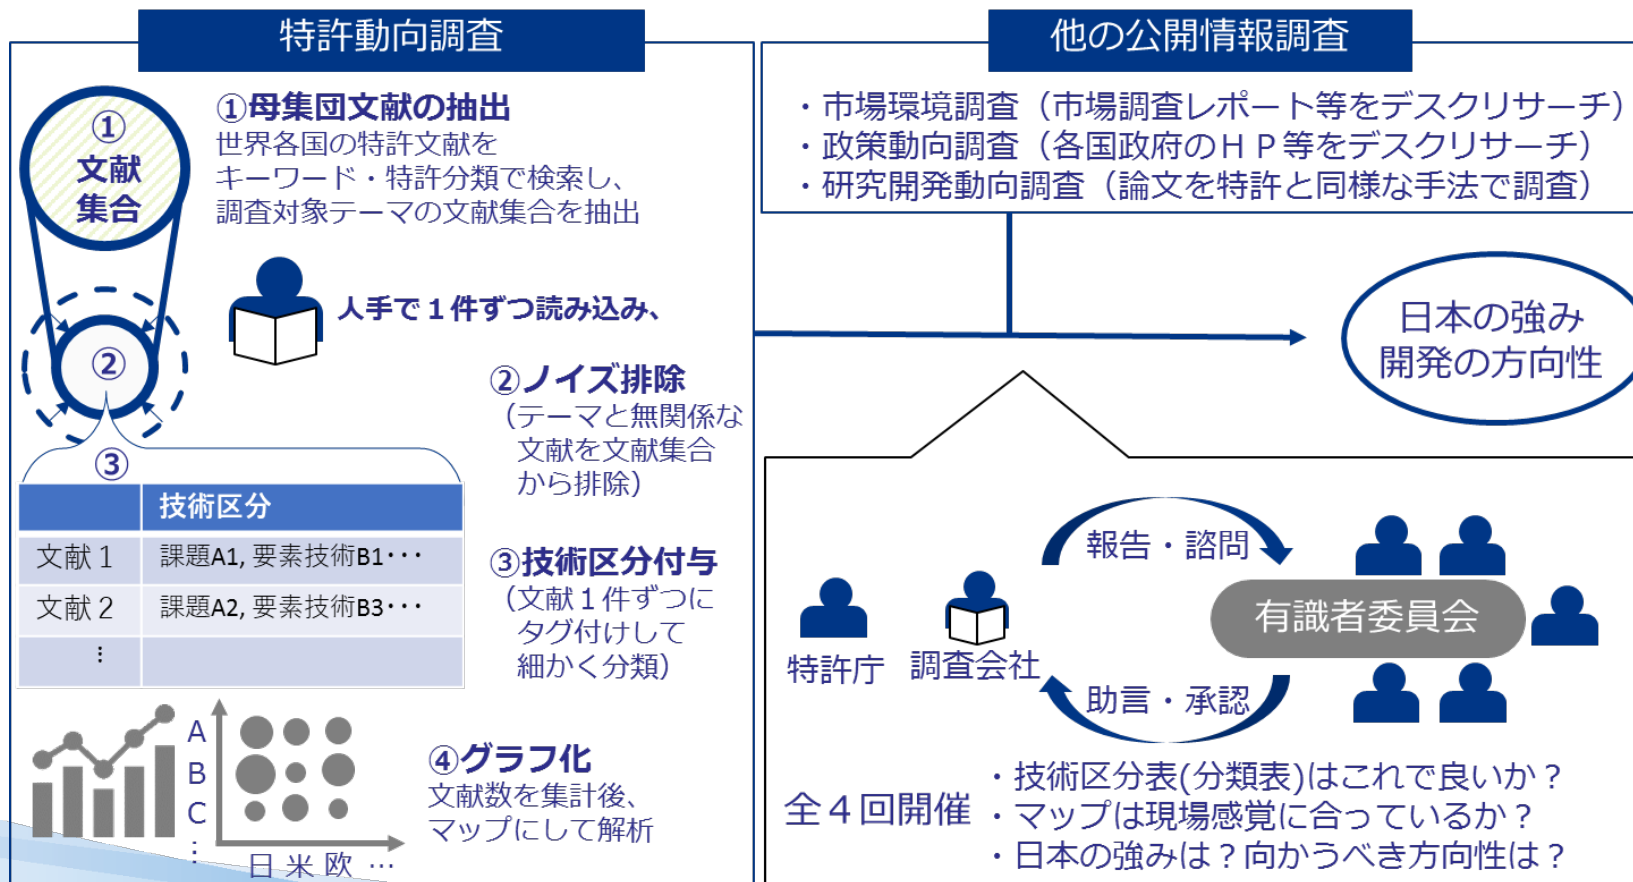 特許動向調査
①
文献
集合
①母集団文献の抽出
世界各国の特許文献を
キーワード・特許分類で検索し、
調査対象テーマの文献集合を抽出
人手で１件ずつ読み込み、
②
②ノイズ排除
（テーマと無関係な
文献を文献集合
から排除）
③
技術区分
文献１ 課題A1, 要素技術B1･･･
文献２ 課題A2, 要素技術B3･･･
⋮
③技術区分付与
（文献１件ずつに
タグ付けして
細かく分類）
A
B
C
⋮
日 米 欧 …
④グラフ化
文献数を集計後、
マップにして解析
他の公開情報調査
・市場環境調査（市場調査レポート等をデスクリサーチ）
・政策動向調査（各国政府のＨＰ等をデスクリサーチ）
・研究開発動向調査（論文を特許と同様な手法で調査）
日本の強み
開発の方向性
報告・諮問
有識者委員会
特許庁 調査会社
助言・承認
全４回開催
・技術区分表(分類表)はこれで良いか？
・マップは現場感覚に合っているか？
・日本の強みは？向かうべき方向性は？